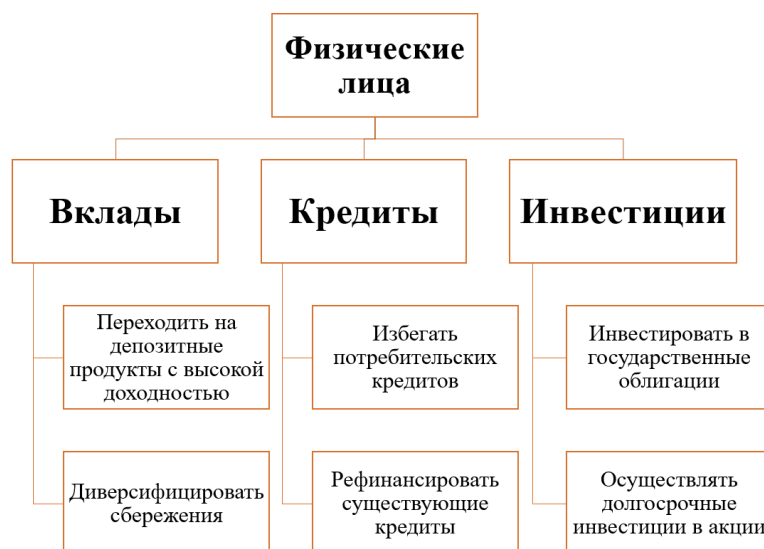 Физические
лица
Вклады
Кредиты
Инвестиции
Переходить на
депозитные
продукты с высокой
доходностью
Избегать
потребительских
кредитов
Инвестировать в
государственные
облигации
Диверсифицировать
сбережения
Рефинансировать
существующие
кредиты
Осуществлять
долгосрочные
инвестиции в акции